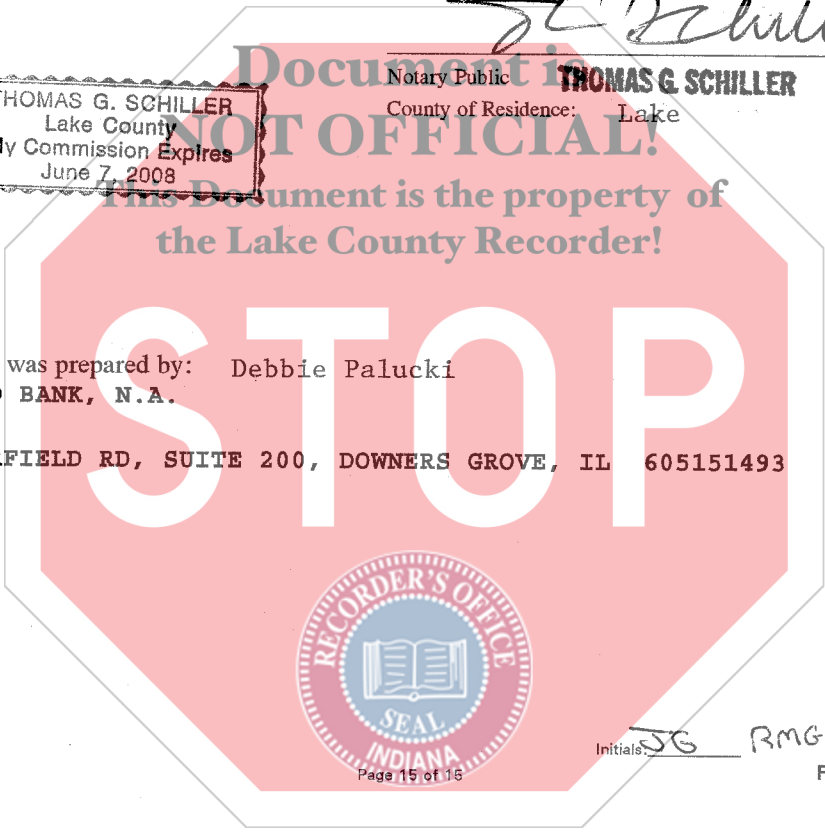 Document is
Notary Public THOMAS G. SCHILLER
County of Residence: Lake
NOT OFFICIAL!
THOMAS G. SCHILLER
Lake County
My Commission Expires
June 7, 2008
This Document is the property of
the Lake County Recorder!
STOP
was prepared by: Debbie Palucki
BANK, N.A.
RFIELD RD, SUITE 200, DOWNERS GROVE, IL 605151493
RECORDER'S OFFICE
SEAL
INDIANA
Initials: JG RMG
Page 15 of 15